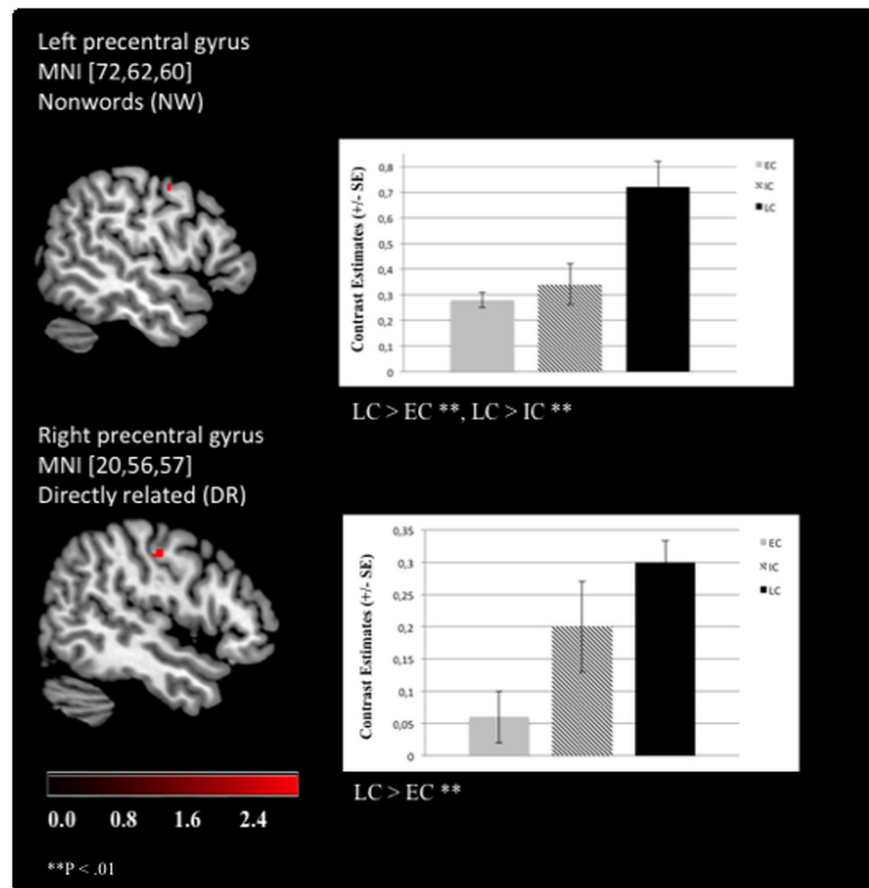 Left precentral gyrus
MNI [72,62,60]
Nonwords (NW)
Contrast Estimates (+/- SE)
0,8
0,7
0,6
0,5
0,4
0,3
0,2
0,1
0
EC
IC
LC
LC > EC **, LC > IC **
Right precentral gyrus
MNI [20,56,57]
Directly related (DR)
Contrast Estimates (+/- SE)
0,35
0,3
0,25
0,2
0,15
0,1
0,05
0
EC
IC
LC
LC > EC **
0.0 0.8 1.6 2.4
**P < .01